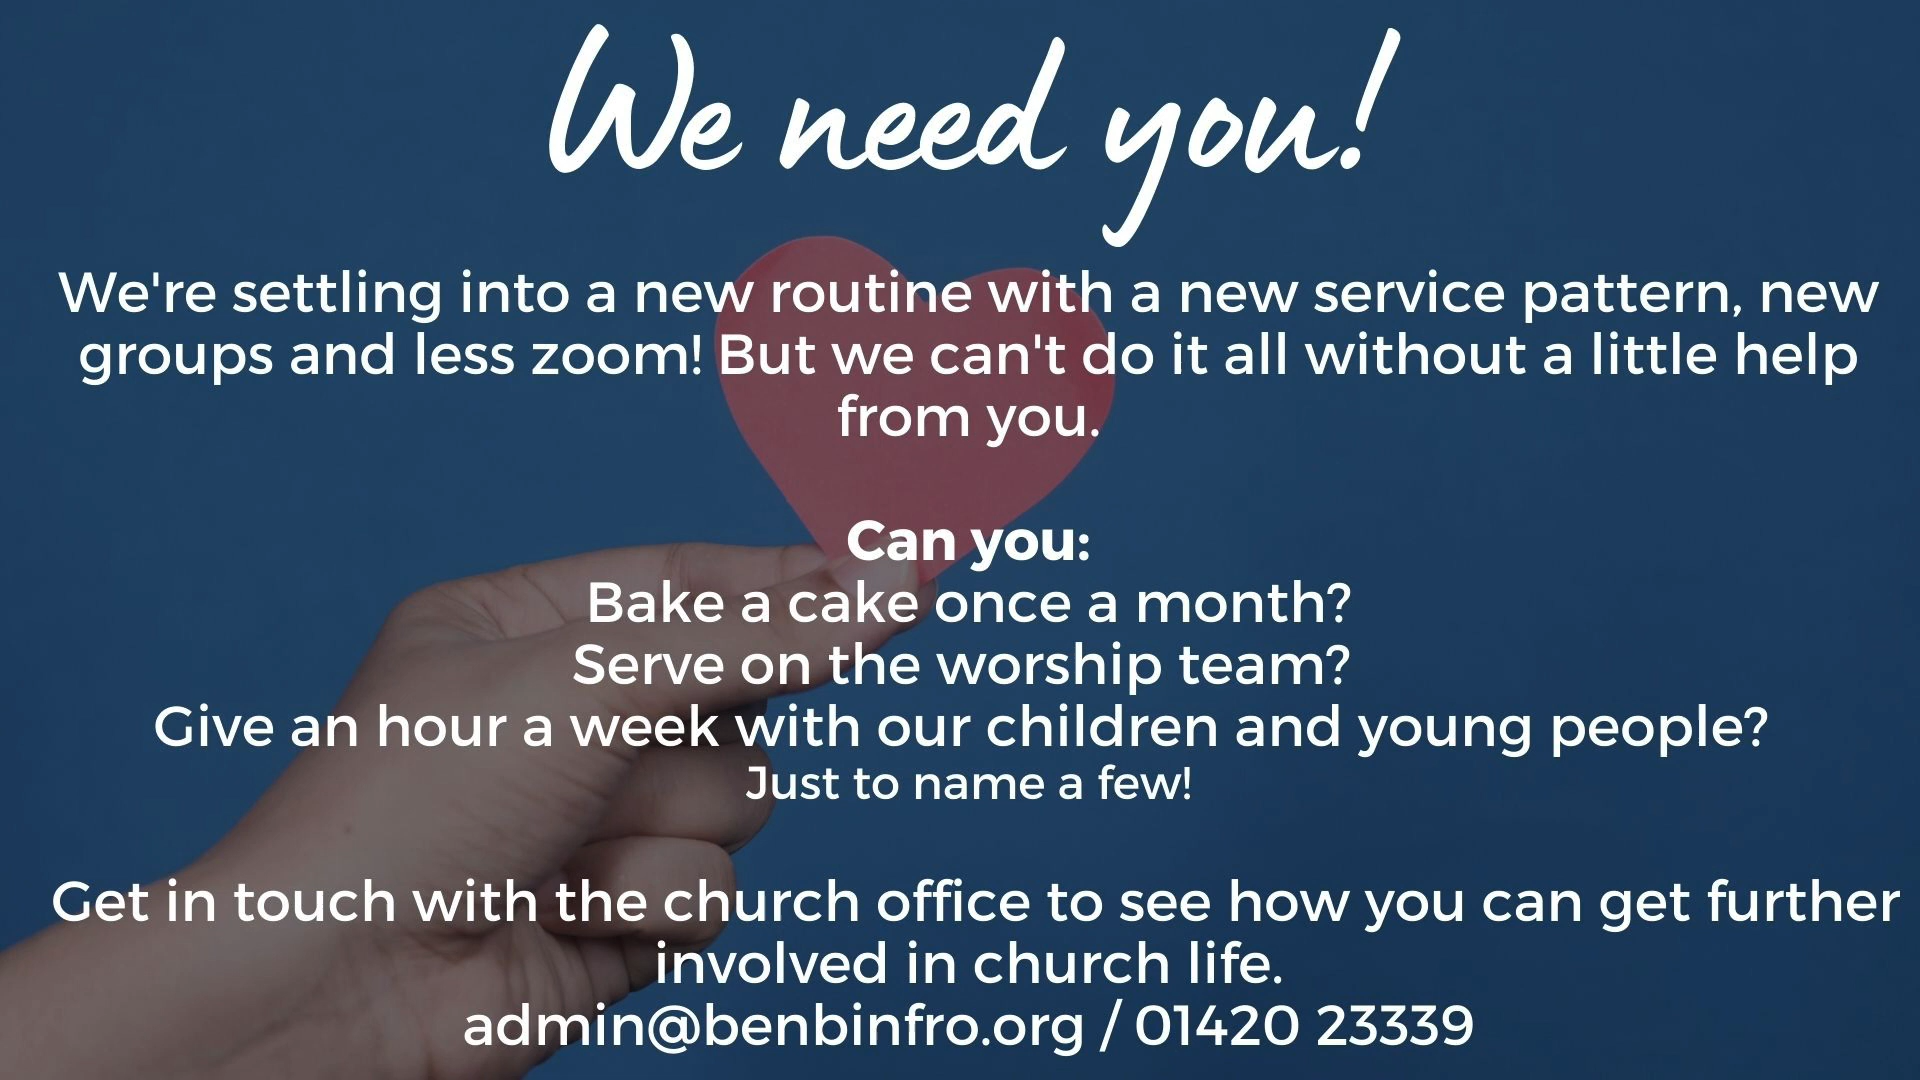 We need you!
We're settling into a new routine with a new service pattern, new
groups and less zoom! But we can't do it all without a little help
from you.
Can you:
Bake a cake once a month?
Serve on the worship team?
Give an hour a week with our children and young people?
Just to name a few!
Get in touch with the church office to see how you can get further
involved in church life.
admin@benbinfro.org / 01420 23339